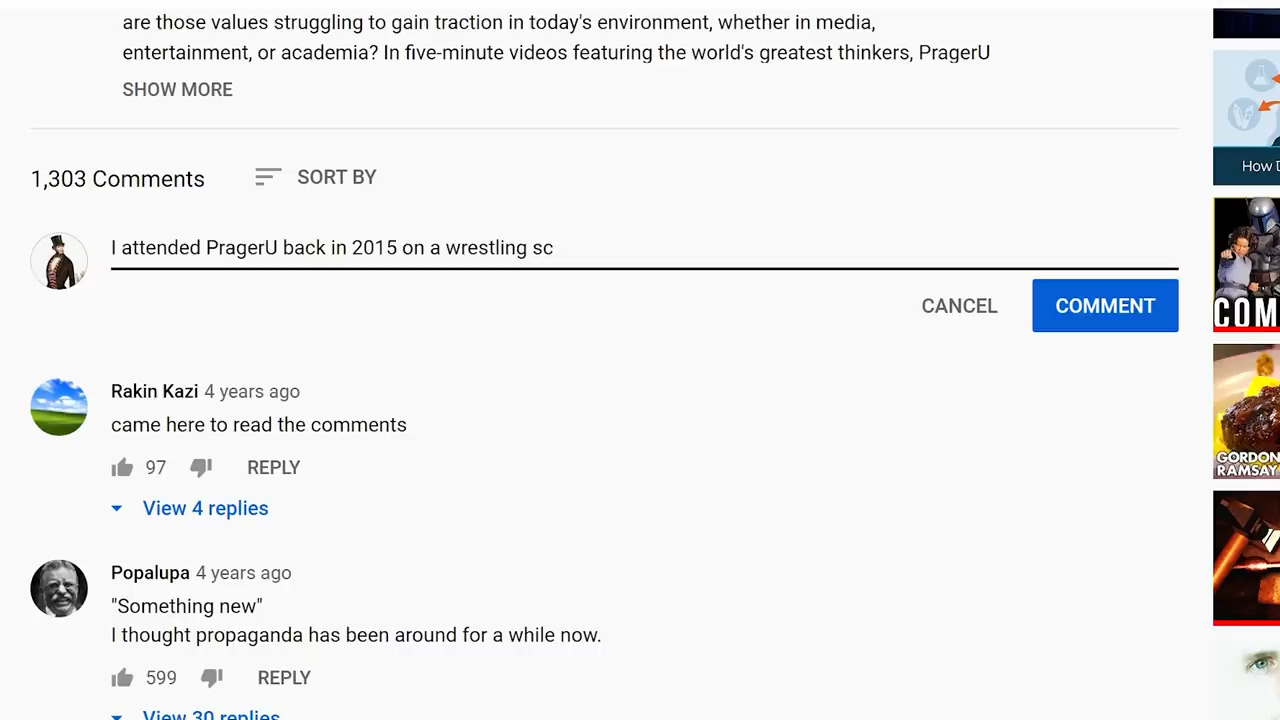 are those values struggling to gain traction in today's environment, whether in media,
entertainment, or academia? In five-minute videos featuring the world's greatest thinkers, PragerU
SHOW MORE
1,303 Comments
SORT BY
I attended PragerU back in 2015 on a wrestling sc
CANCEL
COMMENT
Rakin Kazi 4 years ago
came here to read the comments
97
REPLY
View 4 replies
Popalupa 4 years ago
"Something new"
I thought propaganda has been around for a while now.
599
REPLY
View 30 replies
How
COM
GORDON
RAMSAY